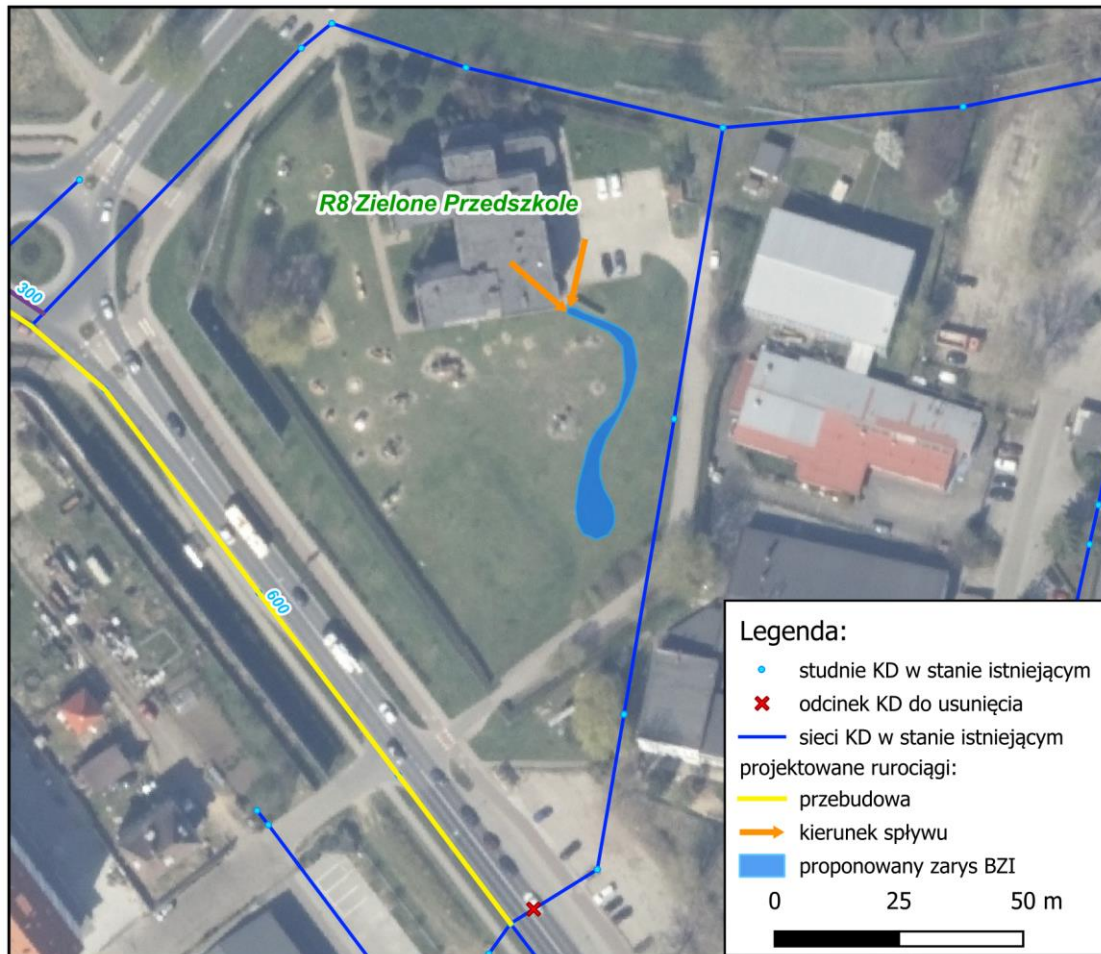 R8 Zielone Przedszkole
300
600
Legenda:
studnie KD w stanie istniejącym
odcinek KD do usunięcia
sieci KD w stanie istniejącym
projektowane rurociągi:
przebudowa
kierunek spływu
proponowany zarys BZI
0 25 50 m